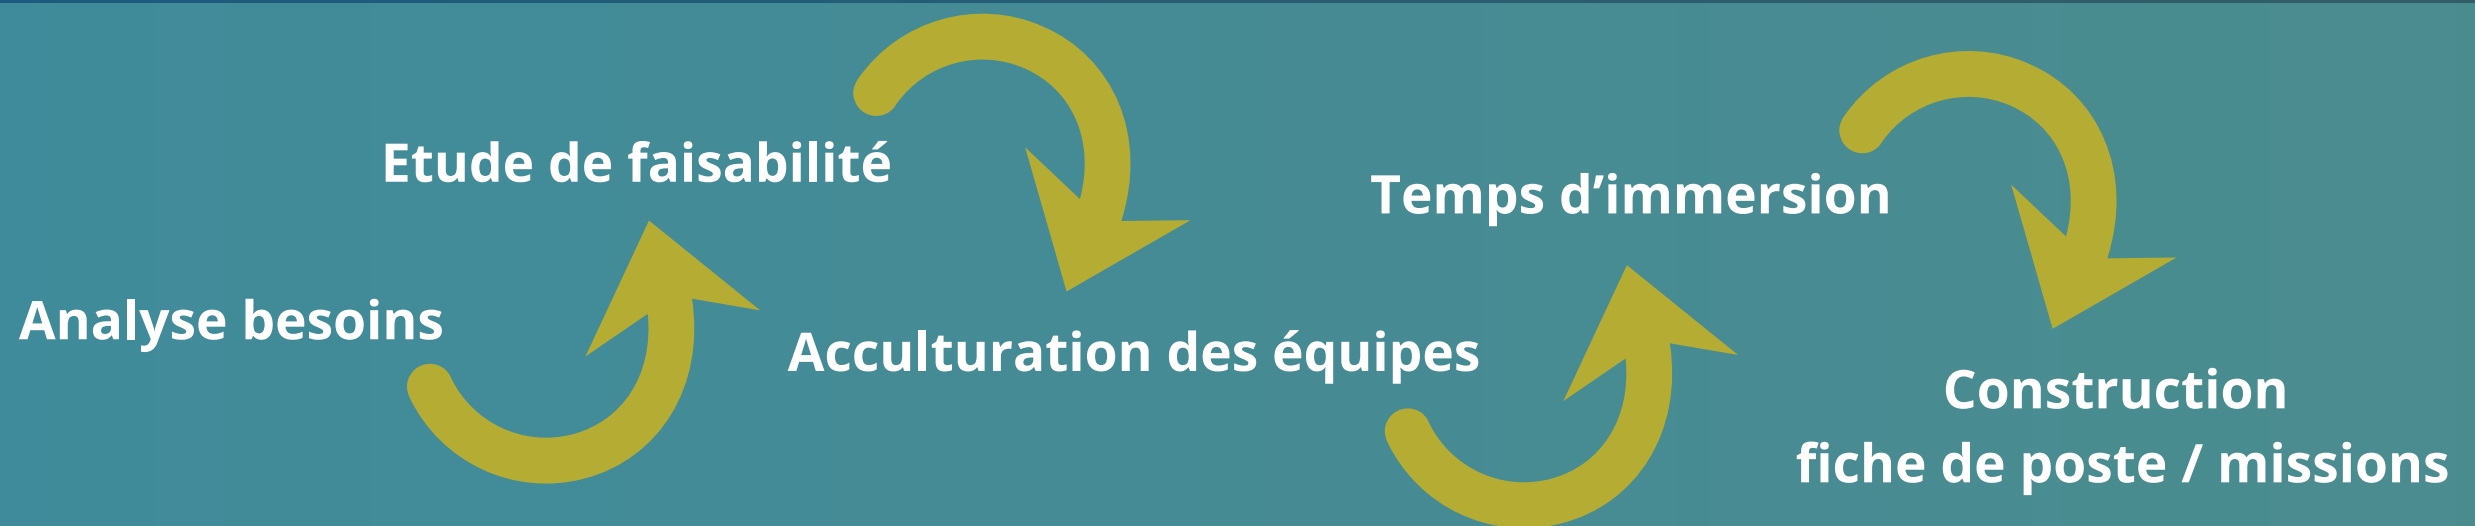 Analyse besoins
Etude de faisabilité
Acculturation des équipes
Temps d’immersion
Construction
fiche de poste / missions